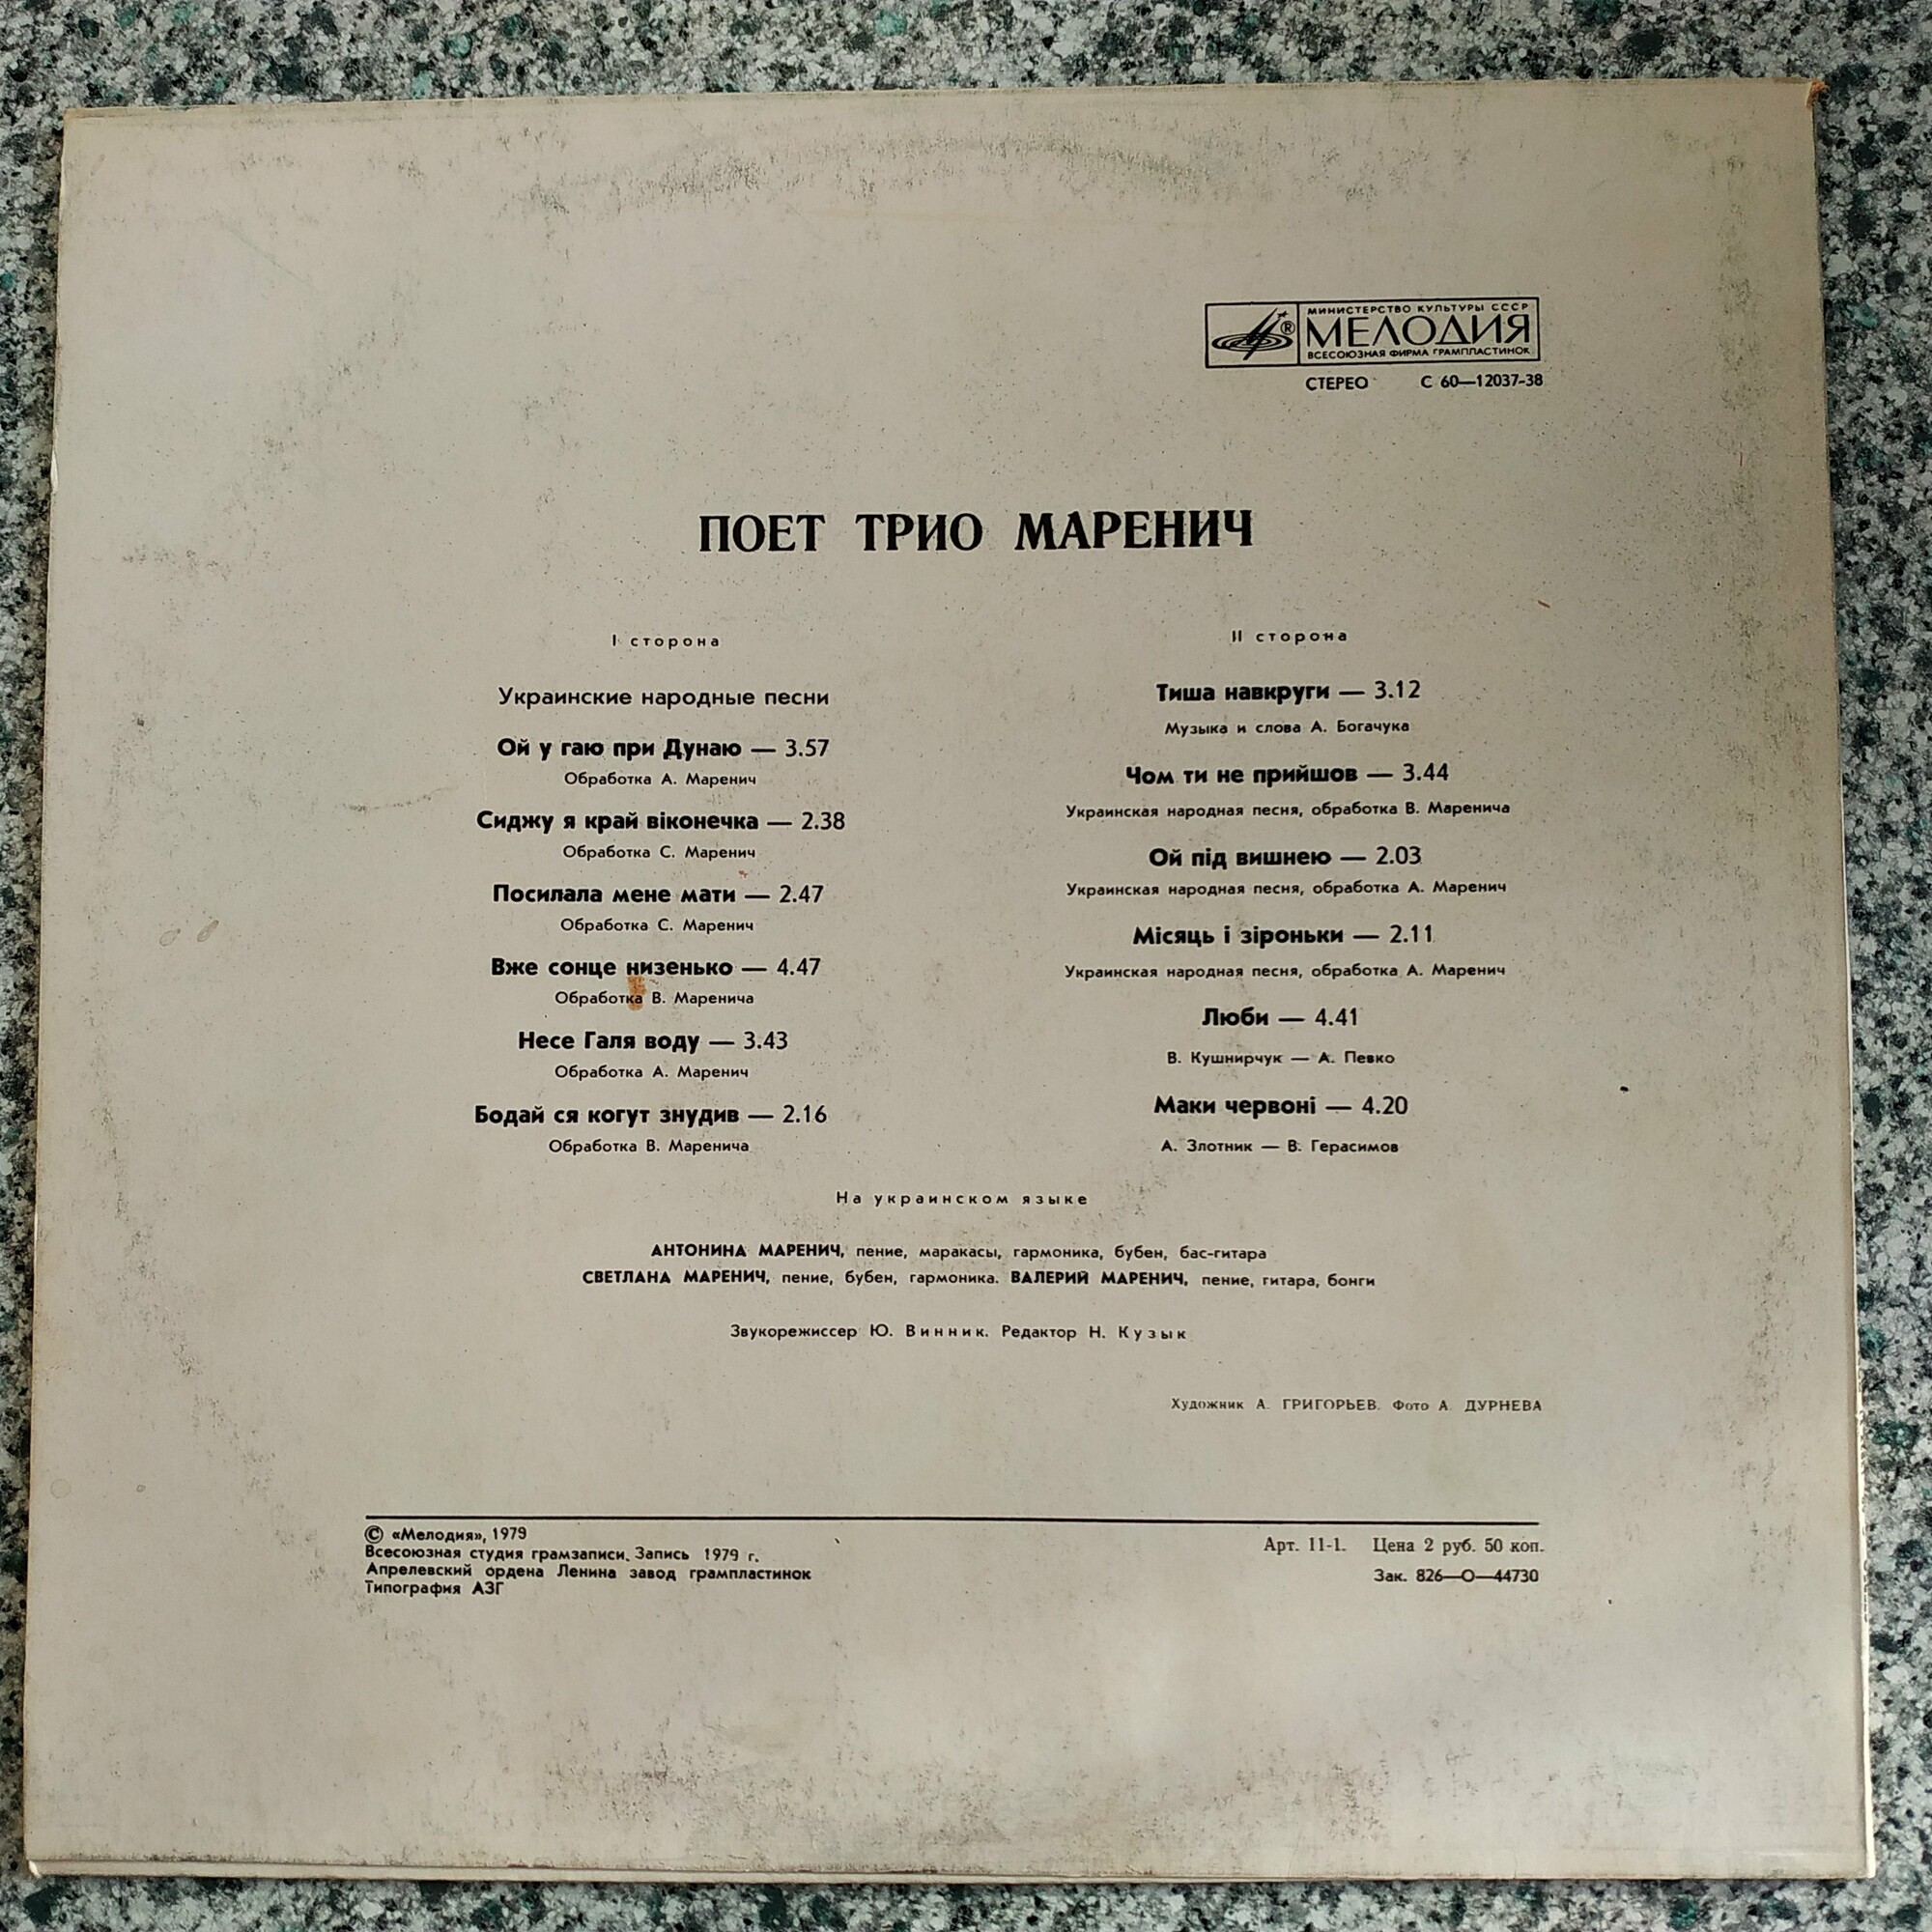 МИНИСТЕРСТВО КУЛЬТУРЫ СССР
МЕЛОДИЯ
ВСЕСОЮЗНАЯ ФИРМА ГРАМПЛАСТИНОК
СТЕРЕО С 60—12037-38
ПОЕТ ТРИО МАРЕНИЧ
I сторона
Украинские народные песни
Ой у гаю при Дунаю — 3.57
Обработка А. Маренич
Сиджу я край віконечка — 2.38
Обработка С. Маренич
Посилала мене мати — 2.47
Обработка С. Маренич
Вже сонце низенько — 4.47
Обработка В. Маренича
Несе Галя воду — 3.43
Обработка А. Маренич
Бодай ся когут знудив — 2.16
Обработка В. Маренича
II сторона
Тиша навкруги — 3.12
Музыка и слова А. Богачука
Чом ти не прийшов — 3.44
Украинская народная песня, обработка В. Маренича
Ой під вишнею — 2.03
Украинская народная песня, обработка А. Маренич
Місяць і зіроньки — 2.11
Украинская народная песня, обработка А. Маренич
Люби — 4.41
В. Кушнирчук — А. Певко
Маки червоні — 4.20
А. Злотник — В. Герасимов
На украинском языке
АНТОНИНА МАРЕНИЧ, пение, маракасы, гармоника, бубен, бас-гитара
СВЕТЛАНА МАРЕНИЧ, пение, бубен, гармоника. ВАЛЕРИЙ МАРЕНИЧ, пение, гитара, бонги
Звукорежиссер Ю. Винник. Редактор Н. Кузык
Художник А. ГРИГОРЬЕВ. Фото А. ДУРНЕВА
© «Мелодия», 1979
Всесоюзная студия грамзаписи. Запись 1979 г.
Апрелевский ордена Ленина завод грампластинок
Типография АЗГ
Арт. 11-1. Цена 2 руб. 50 коп.
Зак. 826—О—44730